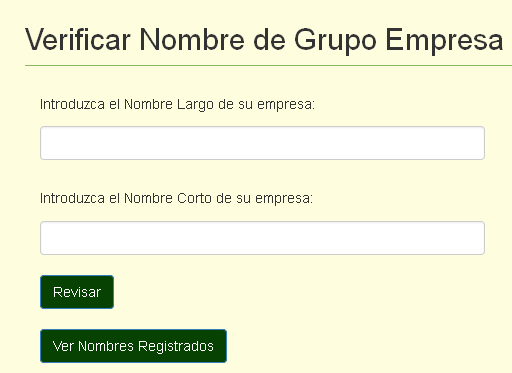 Verificar Nombre de Grupo Empresa
Introduzca el Nombre Largo de su empresa:
Introduzca el Nombre Corto de su empresa:
Revisar
Ver Nombres Registrados